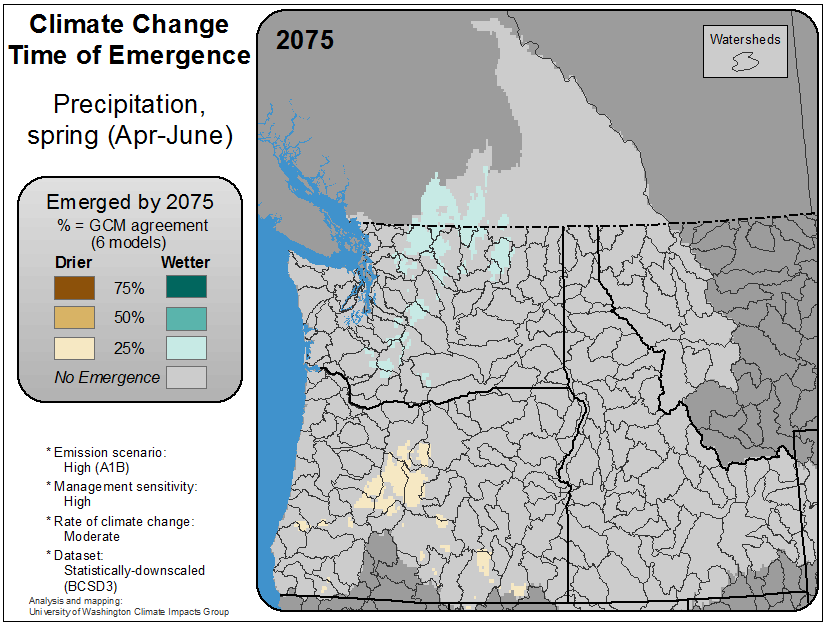 Climate Change
Time of Emergence
Precipitation,
spring (Apr-June)
Emerged by 2075
% = GCM agreement
(6 models)
Drier Wetter
75%
50%
25%
No Emergence
* Emission scenario:
High (A1B)
* Management sensitivity:
High
* Rate of climate change:
Moderate
* Dataset:
Statistically-downscaled
(BCSD3)
Analysis and mapping:
University of Washington Climate Impacts Group
2075
Watersheds